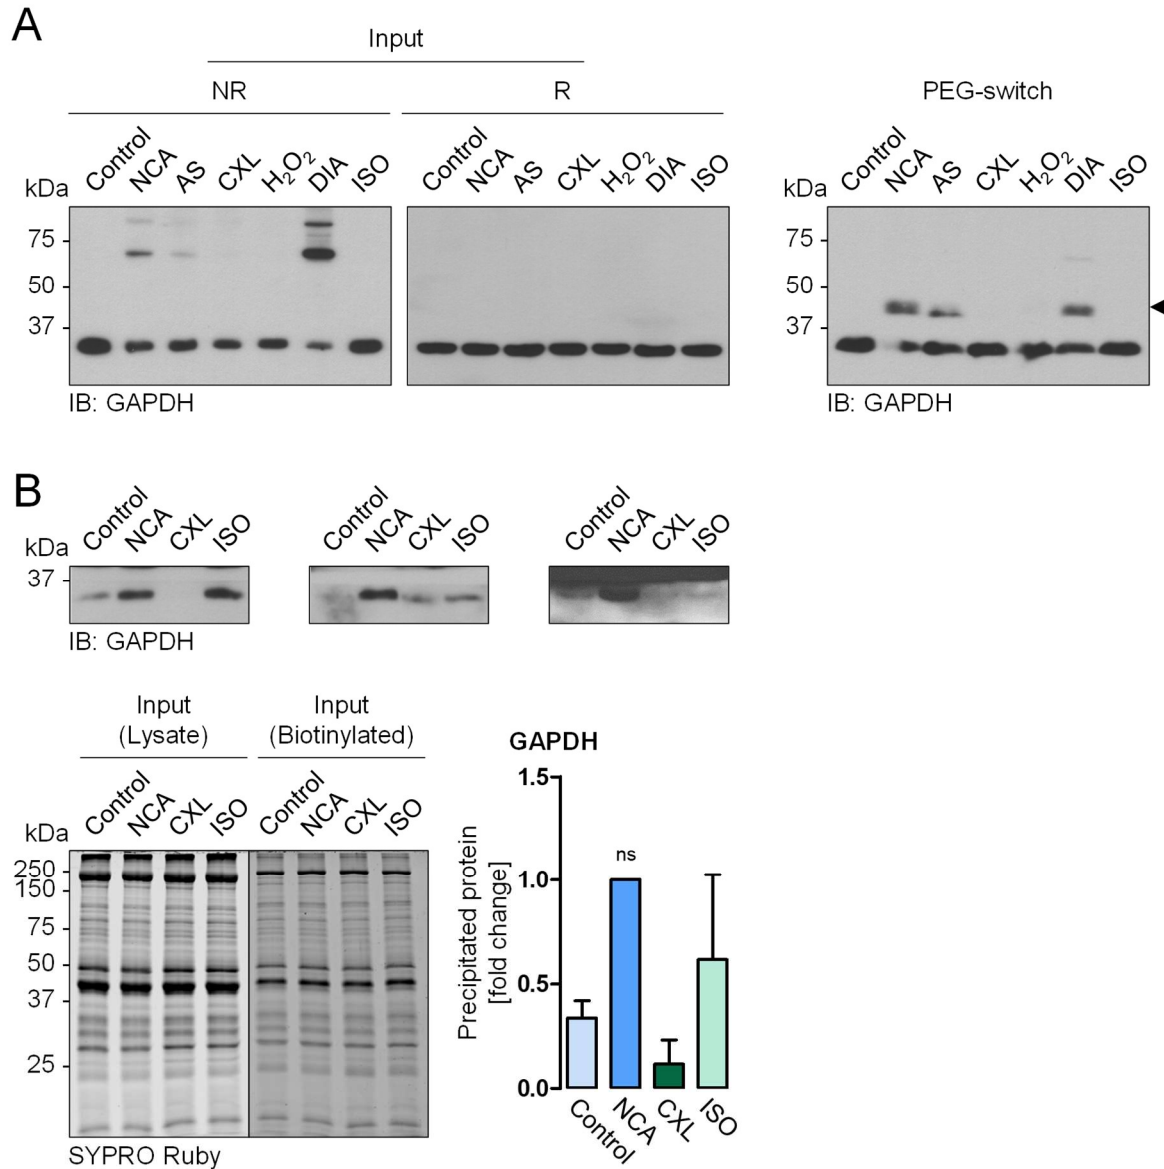 A
Input
NR
R
PEG-switch
kDa
Control
NCA
AS
CXL
H₂O₂
DIA
ISO
Control
NCA
AS
CXL
H₂O₂
DIA
ISO
kDa
Control
NCA
AS
CXL
H₂O₂
DIA
ISO
75
50
37
75
50
37
IB: GAPDH
IB: GAPDH
B
kDa
Control
NCA
CXL
ISO
Control
NCA
CXL
ISO
Control
NCA
CXL
ISO
37
IB: GAPDH
Input
(Lysate)
Input
(Biotinylated)
kDa
Control
NCA
CXL
ISO
Control
NCA
CXL
ISO
250
150
75
50
37
25
SYPRO Ruby
GAPDH
Precipitated protein
[fold change]
1.5
1.0
0.5
0.0
ns
Control
NCA
CXL
ISO